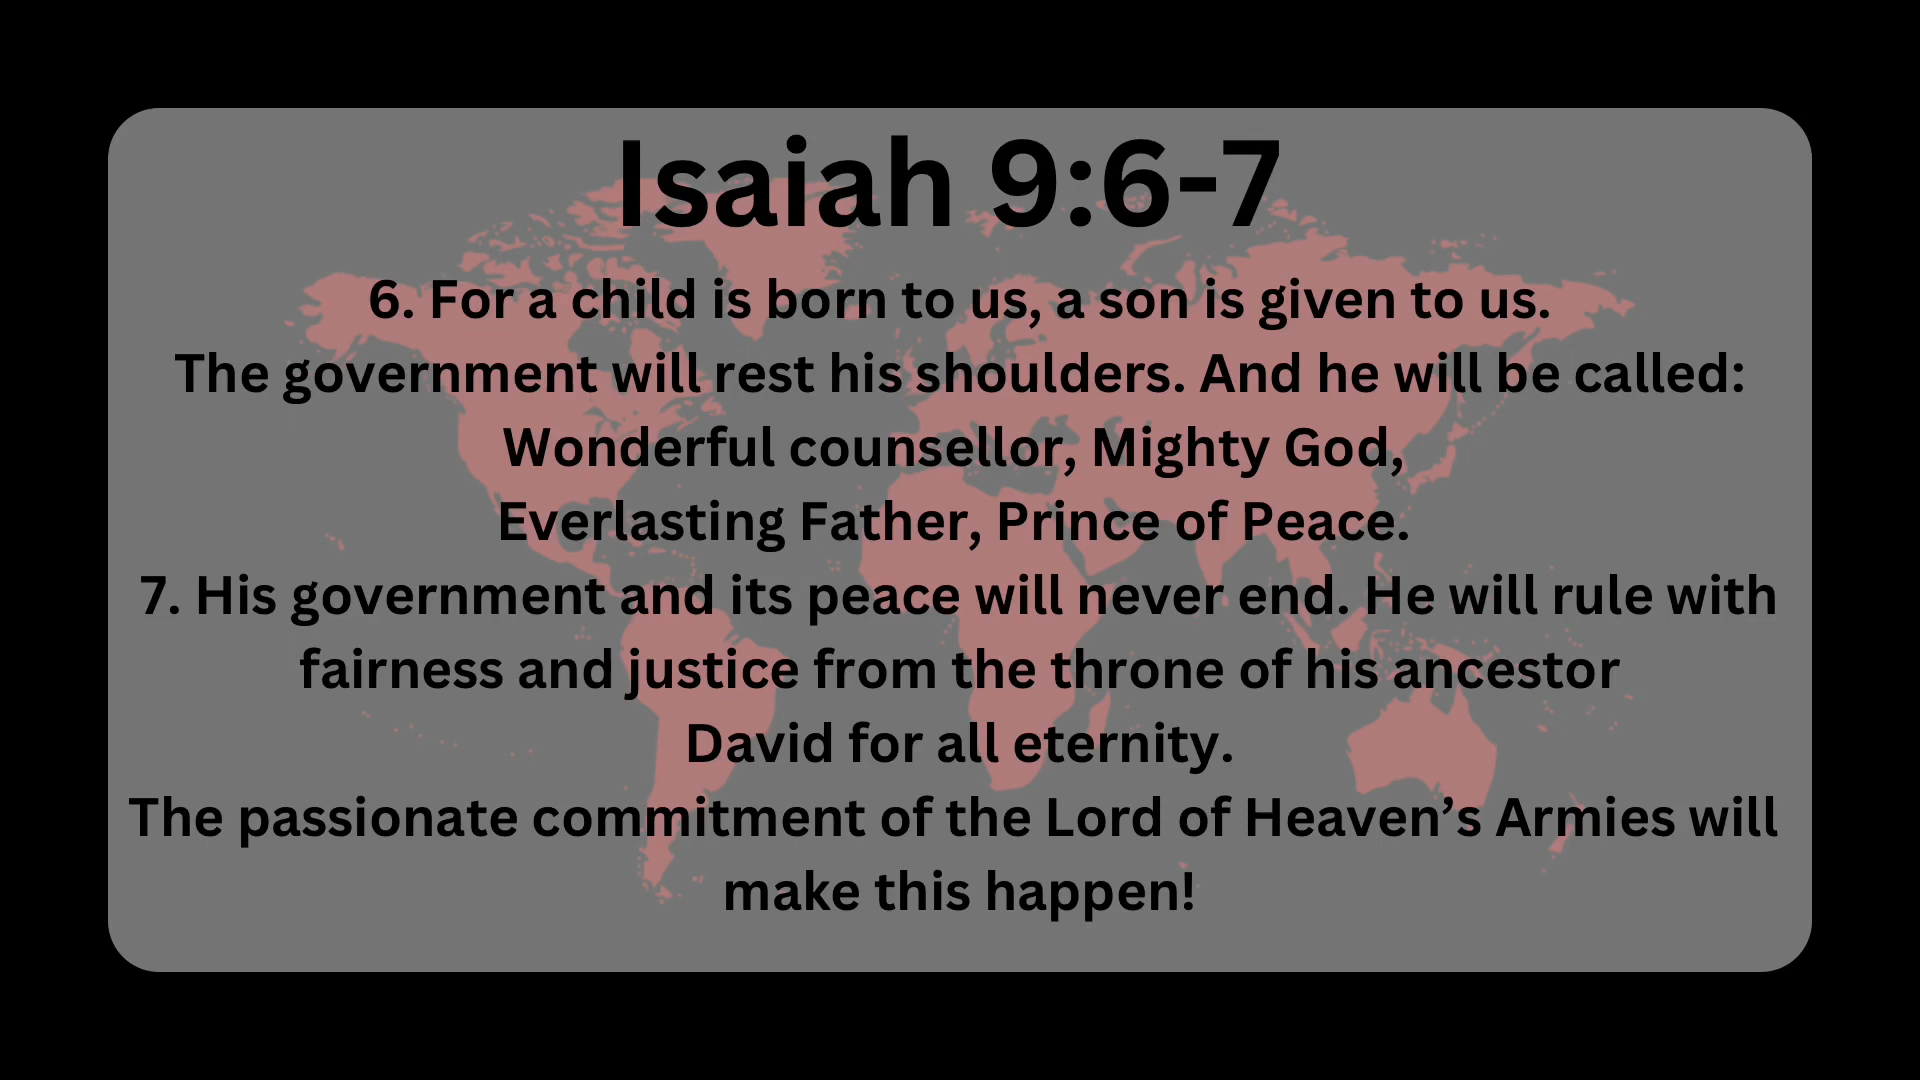 Isaiah 9:6-7
6. For a child is born to us, a son is given to us.
The government will rest his shoulders. And he will be called:
Wonderful counsellor, Mighty God,
Everlasting Father, Prince of Peace.
7. His government and its peace will never end. He will rule with
fairness and justice from the throne of his ancestor
David for all eternity.
The passionate commitment of the Lord of Heaven’s Armies will
make this happen!